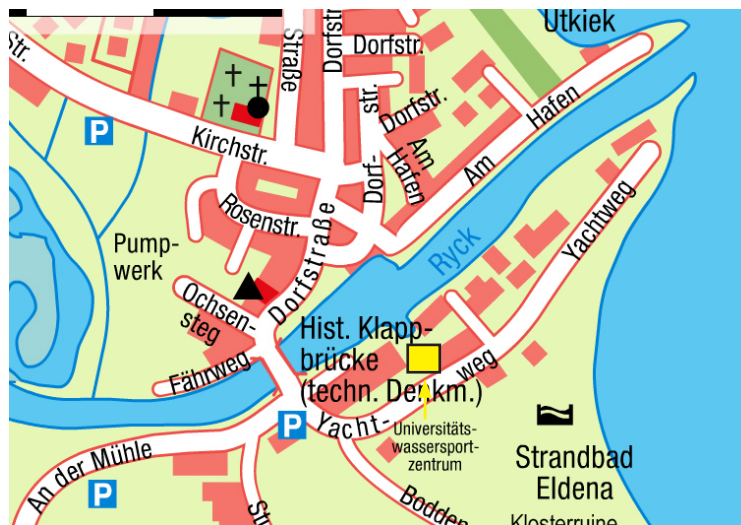 Str.
Straße
Dorfstr.
Dorfstr.
Utkiek
str.
Dorfstr.
Hafen
P
Kirchstr.
Am
Hafen
Dorf-
Am
Rosenstr.
Dorfstraße
Yachtweg
Ryck
Pump-
werk
Ochsen-
steg
Hist. Klapp-
brücke
(techn. Denkm.)
Fährweg
weg
P
Yacht-
Universitäts-
wassersport-
zentrum
Strandbad
Eldena
An der Mühle
P
Str.
Bodden
Klosterruine